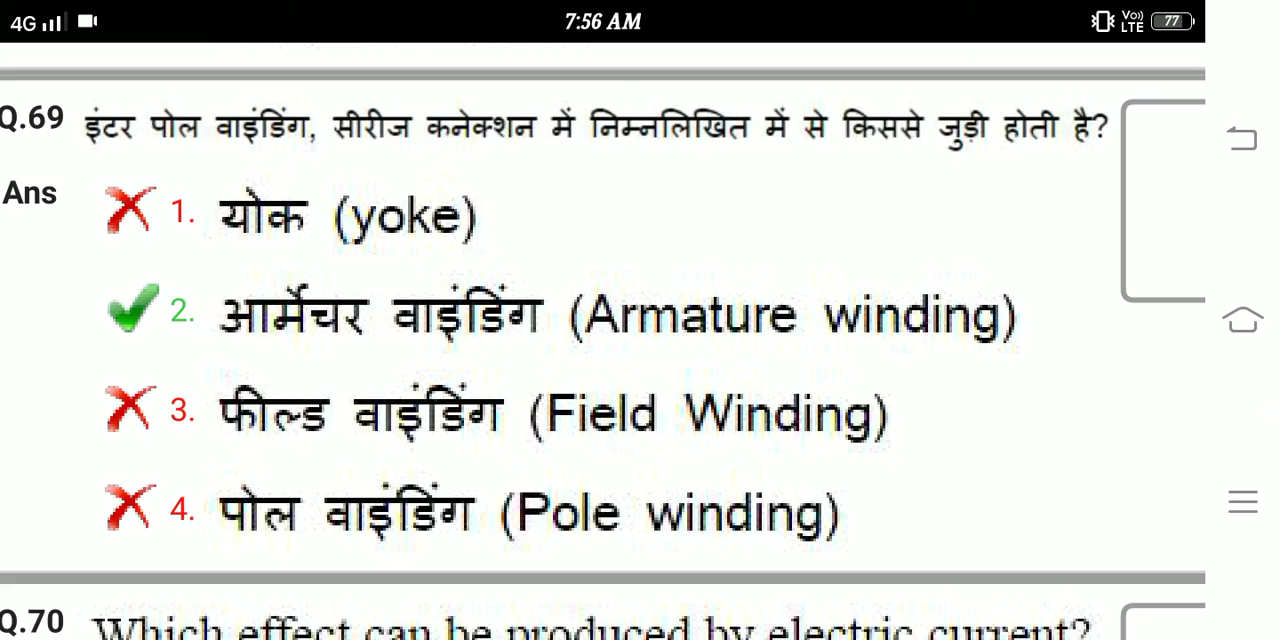 4G 7:56 AM Vo) LTE 77
Q.69 इंटर पोल वाइंडिंग, सीरीज कनेक्शन में निम्नलिखित में से किससे जुड़ी होती है?
Ans 1. योक (yoke)
2. आर्मेचर वाइंडिंग (Armature winding)
3. फील्ड वाइंडिंग (Field Winding)
4. पोल वाइंडिंग (Pole winding)
Q.70 Which effect can be produced by electric current?